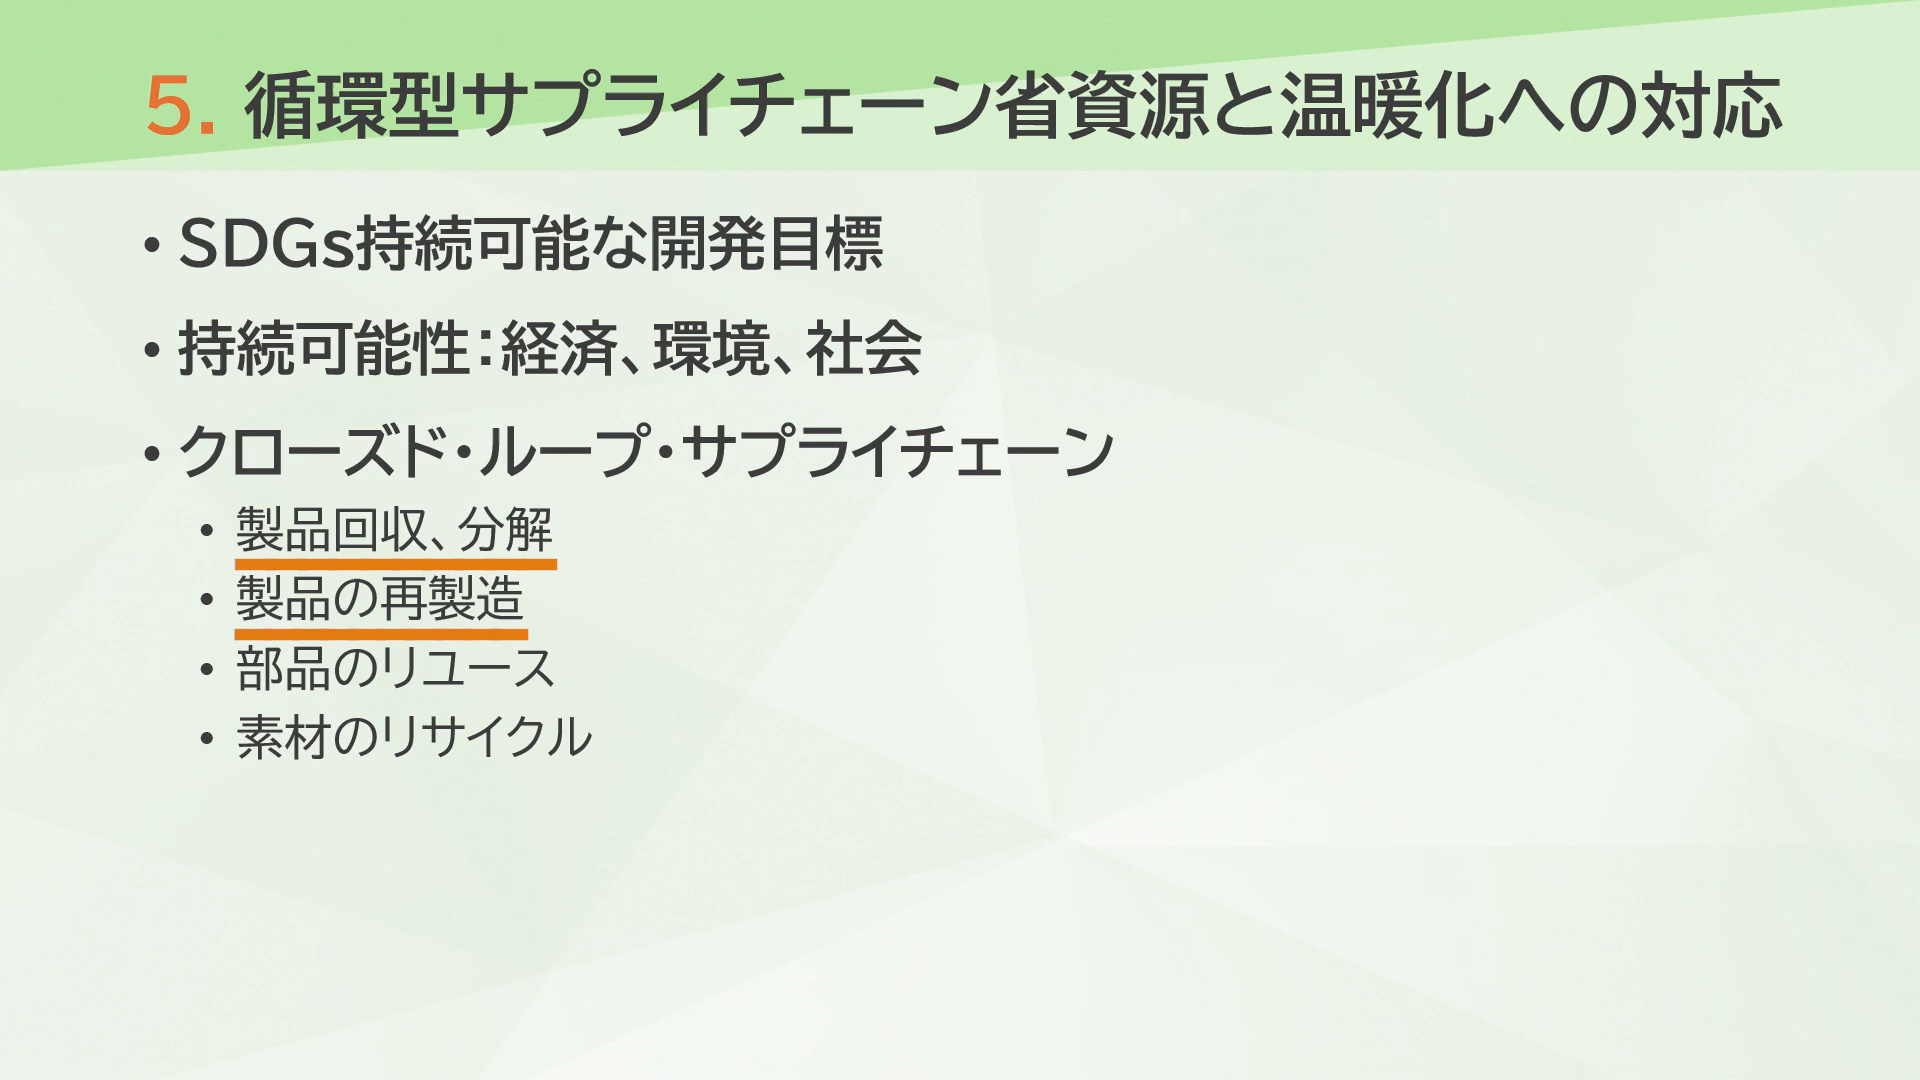 5. 循環型サプライチェーン省資源と温暖化への対応
• SDGs持続可能な開発目標
• 持続可能性：経済、環境、社会
• クローズド・ループ・サプライチェーン
• 製品回収、分解
• 製品の再製造
• 部品のリユース
• 素材のリサイクル